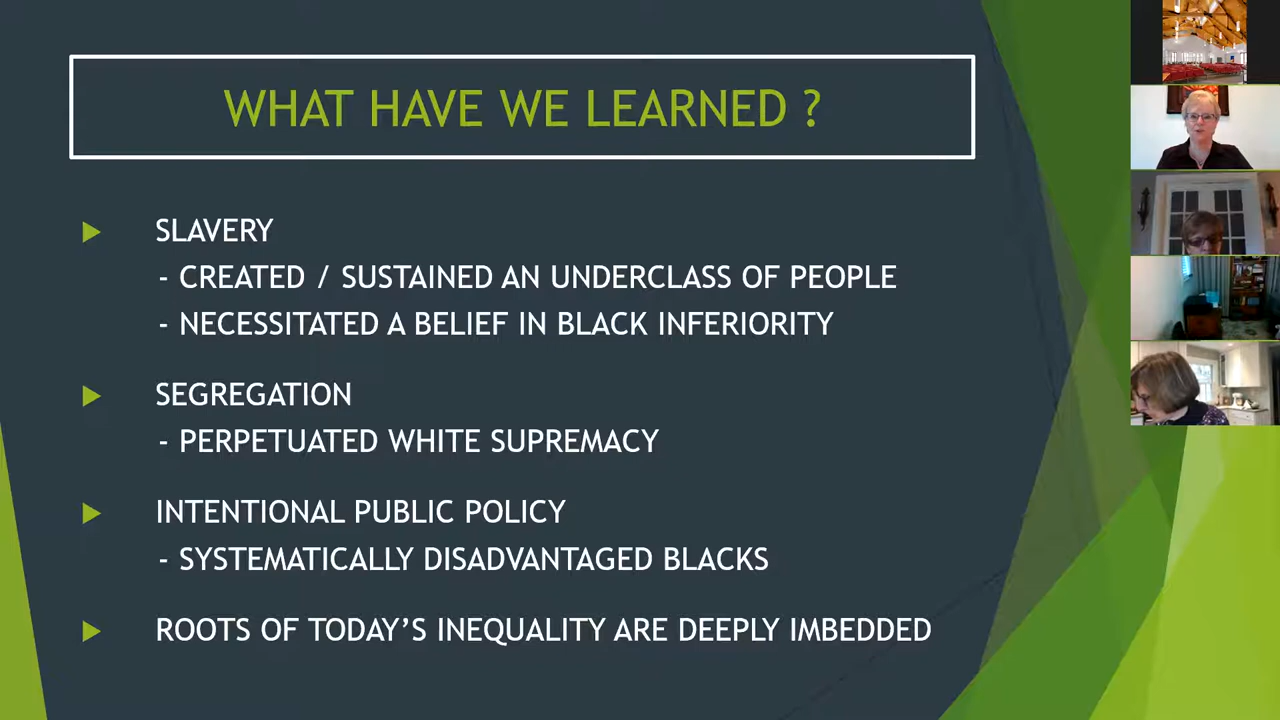 WHAT HAVE WE LEARNED ?
SLAVERY
- CREATED / SUSTAINED AN UNDERCLASS OF PEOPLE
- NECESSITATED A BELIEF IN BLACK INFERIORITY
SEGREGATION
- PERPETUATED WHITE SUPREMACY
INTENTIONAL PUBLIC POLICY
- SYSTEMATICALLY DISADVANTAGED BLACKS
ROOTS OF TODAY’S INEQUALITY ARE DEEPLY IMBEDDED